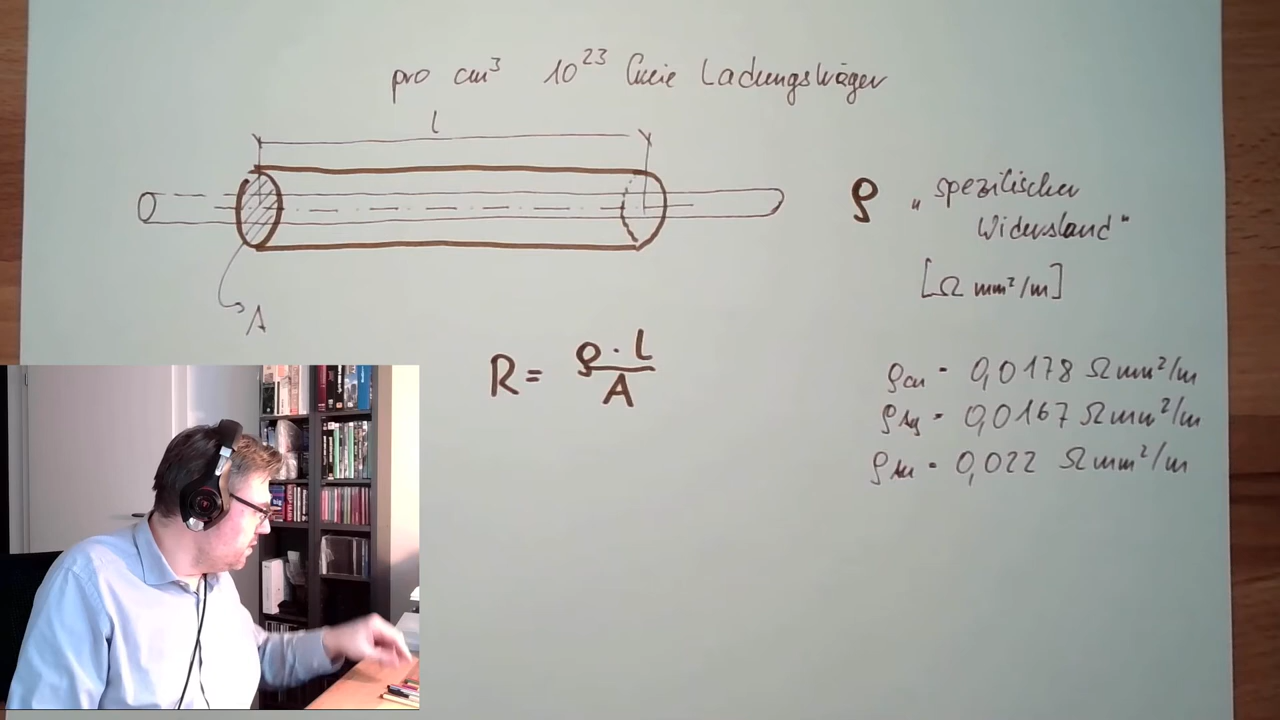 pro cm³ 10²³ freie Ladungsträger
l
A
ρ „spezifischer
Widerstand"
[Ω mm²/m]
R = ρ · l / A
ρCu = 0,0178 Ω mm²/m
ρAg = 0,0167 Ω mm²/m
ρAu = 0,022 Ω mm²/m